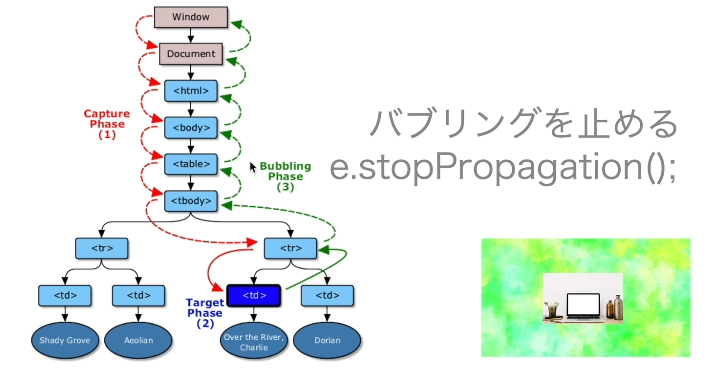 Window
Document
<html>
<body>
<table>
<tbody>
<tr>
<tr>
<td>
<td>
<td>
<td>
Shady Grove
Aeolian
Over the River,
Charlie
Dorian
Capture
Phase
(1)
Bubbling
Phase
(3)
Target
Phase
(2)
バブリングを止める
e.stopPropagation();